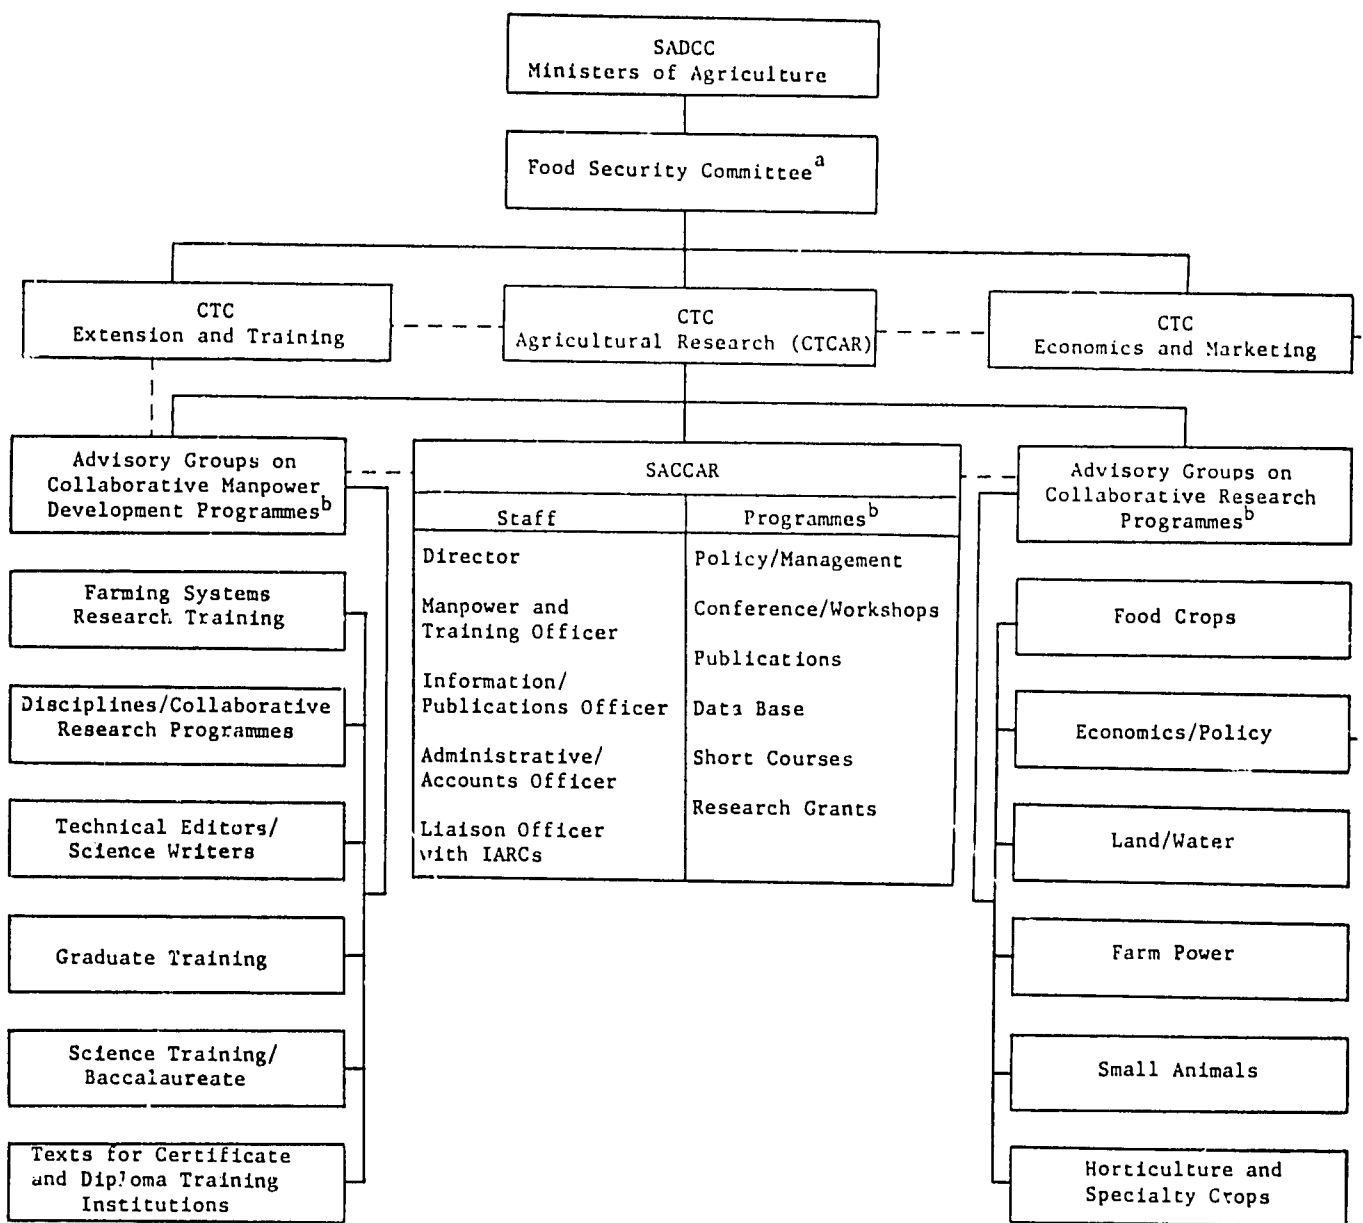 SADCC
Ministers of Agriculture
Food Security Committee a
CTC
Extension and Training
CTC
Agricultural Research (CTCAR)
CTC
Economics and Marketing
Advisory Groups on
Collaborative Manpower
Development Programmes b
SACCAR
Staff
Programmes b
Director
Policy/Management
Manpower and
Training Officer
Conference/Workshops
Information/
Publications Officer
Publications
Data Base
Administrative/
Accounts Officer
Short Courses
Research Grants
Liaison Officer
with IARCs
Advisory Groups on
Collaborative Research
Programmes b
Farming Systems
Research Training
Disciplines/Collaborative
Research Programmes
Technical Editors/
Science Writers
Graduate Training
Science Training/
Baccalaureate
Texts for Certificate
and Diploma Training
Institutions
Food Crops
Economics/Policy
Land/Water
Farm Power
Small Animals
Horticulture and
Specialty Crops